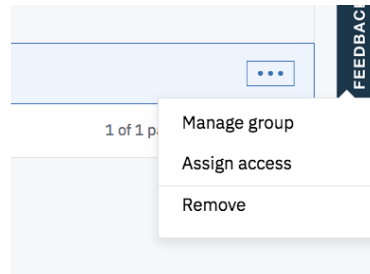 FEEDBAC
1 of 1 p
Manage group
Assign access
Remove